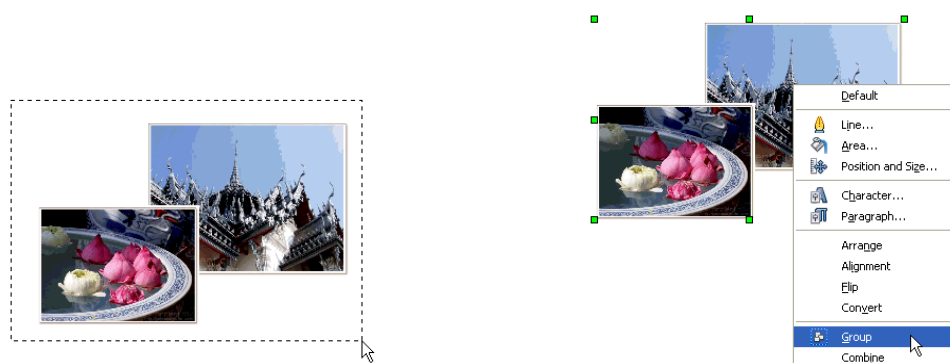 Default
Line...
Area...
Position and Size...
Character...
Paragraph...
Arrange
Alignment
Flip
Convert
Group
Combine